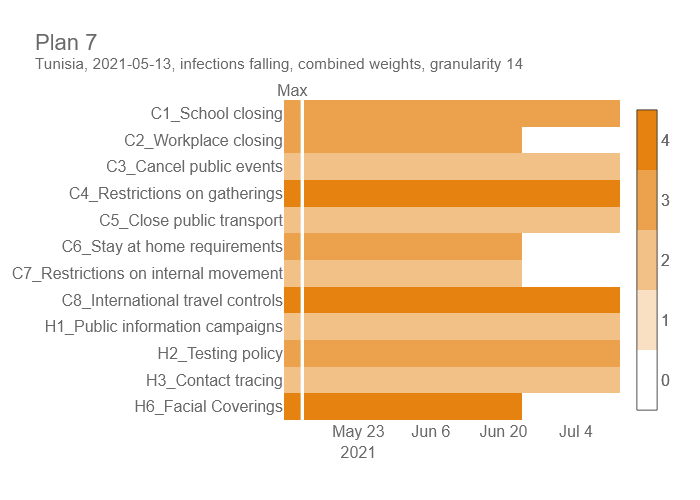 Plan 7
Tunisia, 2021-05-13, infections falling, combined weights, granularity 14
Max
C1_School closing
C2_Workplace closing
C3_Cancel public events
C4_Restrictions on gatherings
C5_Close public transport
C6_Stay at home requirements
C7_Restrictions on internal movement
C8_International travel controls
H1_Public information campaigns
H2_Testing policy
H3_Contact tracing
H6_Facial Coverings
May 23 Jun 6 Jun 20 Jul 4
2021
4
3
2
1
0